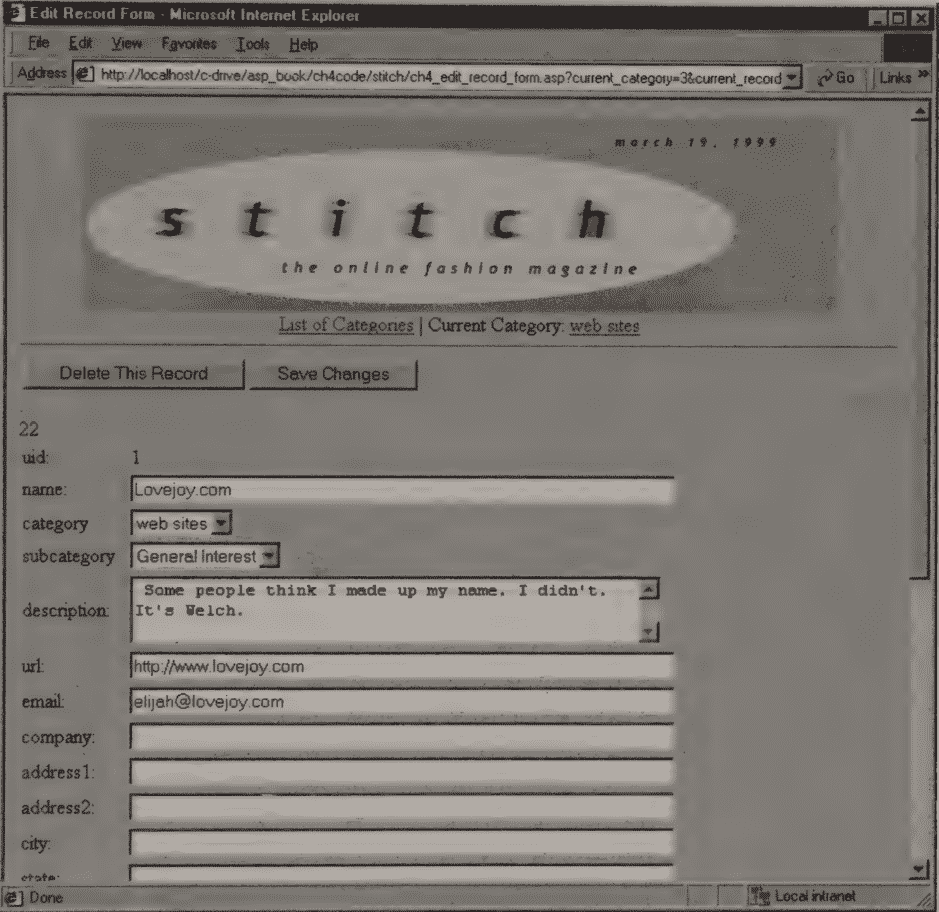 Edit Record Form - Microsoft Internet Explorer
File Edit View Favorites Tools Help
Address http://localhost/c-drive/asp_book/ch4code/stitch/ch4_edit_record_form.asp?current_category=3&current_record Go Links »
march 19, 1999
stitch
the online fashion magazine
List of Categories | Current Category: web sites
Delete This Record Save Changes
22
uid: 1
name: Lovejoy.com
category web sites
subcategory General Interest
description: Some people think I made up my name. I didn't.
It's Welch.
url: http://www.lovejoy.com
email: elijah@lovejoy.com
company:
address1:
address2:
city:
state:
Done Local intranet